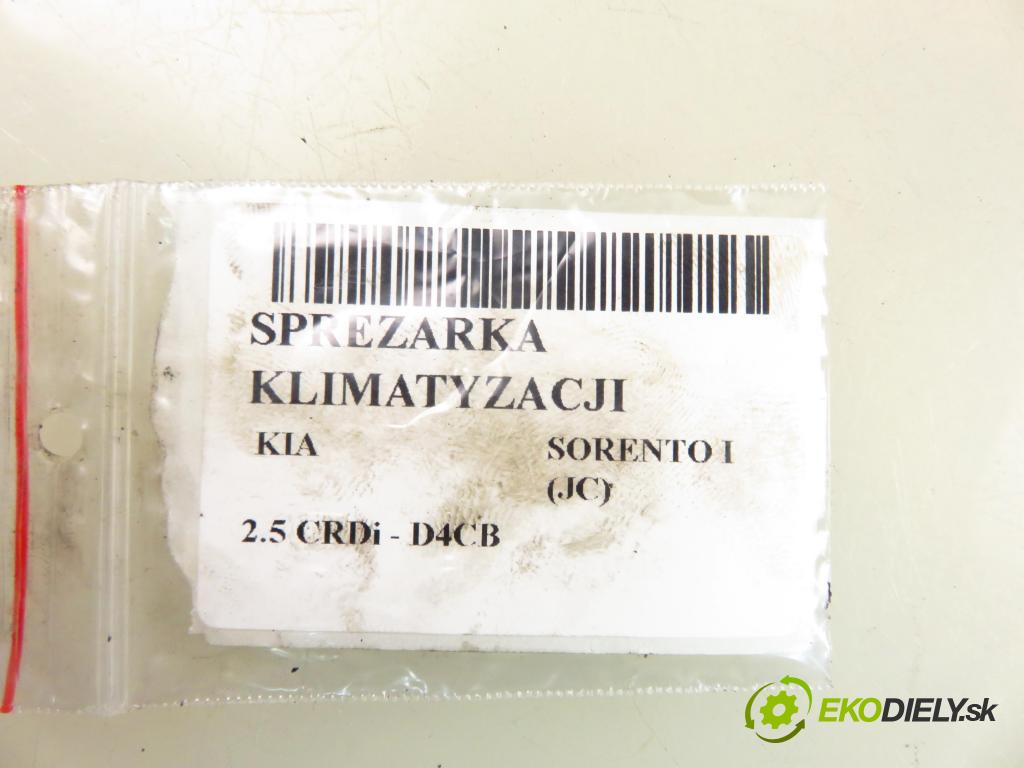 SPREZARKA
KLIMATYZACJI
KIA SORENTO I
(JC)
2.5 CRDi - D4CB
EKODIELY.sk